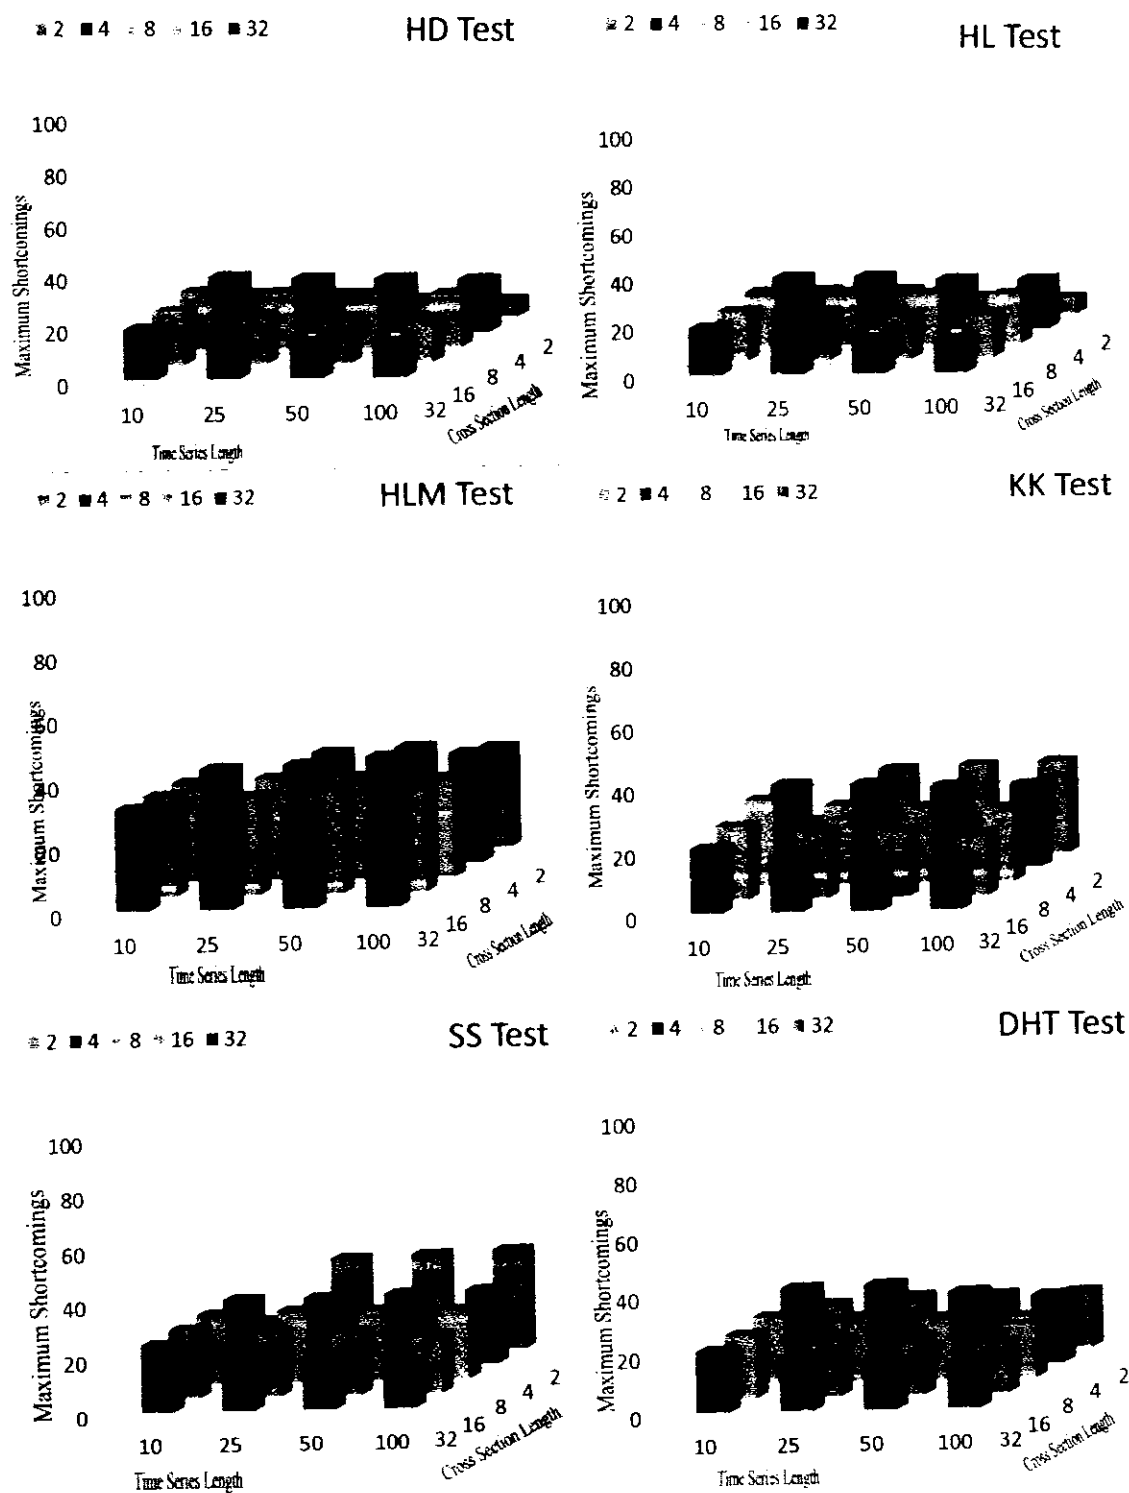 2 4 8 16 32 HD Test
100
80
60
40
20
0
Maximum Shortcomings
10 25 50 100 32 16 8 4 2
Time Series Length
Cross Section Length
2 4 8 16 32 HL Test
100
80
60
40
20
0
Maximum Shortcomings
10 25 50 100 32 16 8 4 2
Time Series Length
Cross Section Length
2 4 8 16 32 HLM Test
100
80
60
40
20
0
Maximum Shortcomings
10 25 50 100 32 16 8 4 2
Time Series Length
Cross Section Length
2 4 8 16 32 KK Test
100
80
60
40
20
0
Maximum Shortcomings
10 25 50 100 32 16 8 4 2
Time Series Length
Cross Section Length
2 4 8 16 32 SS Test
100
80
60
40
20
0
Maximum Shortcomings
10 25 50 100 32 16 8 4 2
Time Series Length
Cross Section Length
2 4 8 16 32 DHT Test
100
80
60
40
20
0
Maximum Shortcomings
10 25 50 100 32 16 8 4 2
Time Series Length
Cross Section Length